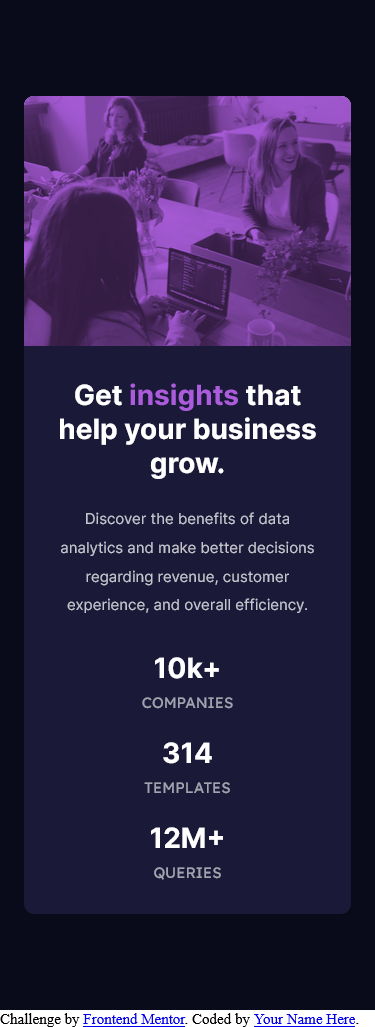 Get insights that
help your business
grow.
Discover the benefits of data
analytics and make better decisions
regarding revenue, customer
experience, and overall efficiency.
10k+
COMPANIES
314
TEMPLATES
12M+
QUERIES
Challenge by Frontend Mentor. Coded by Your Name Here.